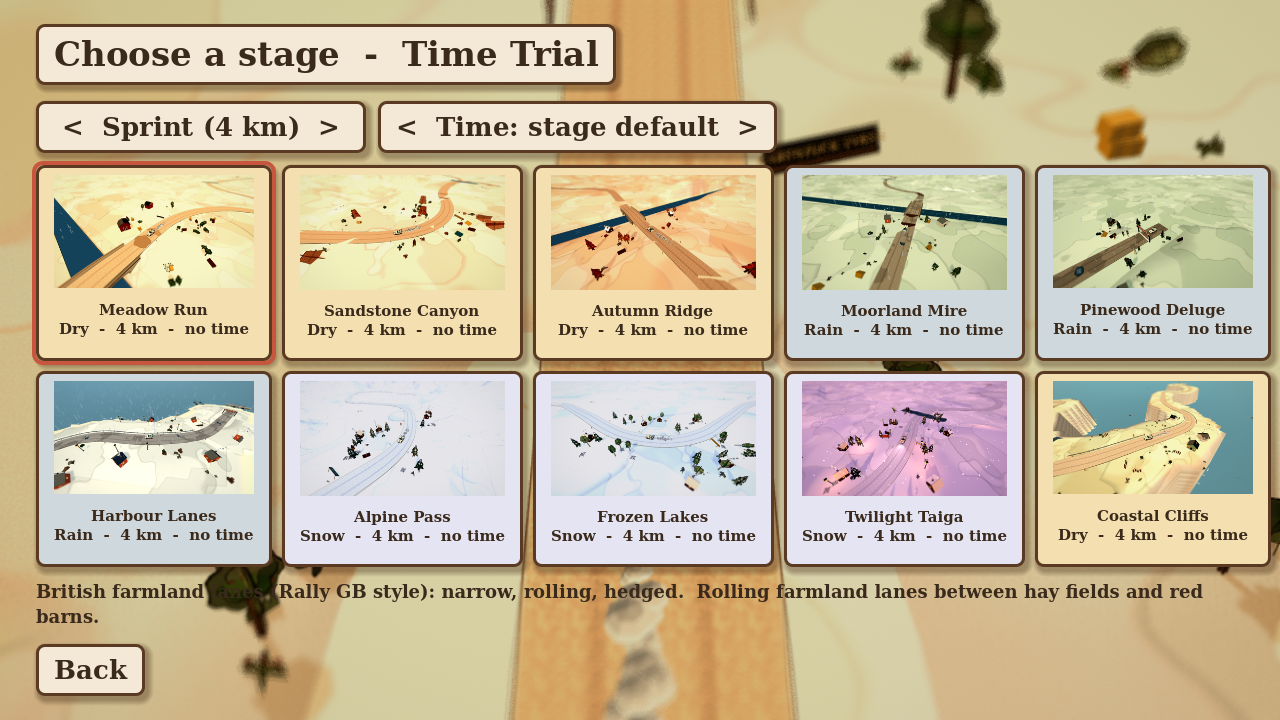 Choose a stage - Time Trial
< Sprint (4 km) >
< Time: stage default >
Meadow Run
Dry - 4 km - no time
Sandstone Canyon
Dry - 4 km - no time
Autumn Ridge
Dry - 4 km - no time
Moorland Mire
Rain - 4 km - no time
Pinewood Deluge
Rain - 4 km - no time
Harbour Lanes
Rain - 4 km - no time
Alpine Pass
Snow - 4 km - no time
Frozen Lakes
Snow - 4 km - no time
Twilight Taiga
Snow - 4 km - no time
Coastal Cliffs
Dry - 4 km - no time
British farmland lanes (Rally GB style): narrow, rolling, hedged. Rolling farmland lanes between hay fields and red
barns.
Back